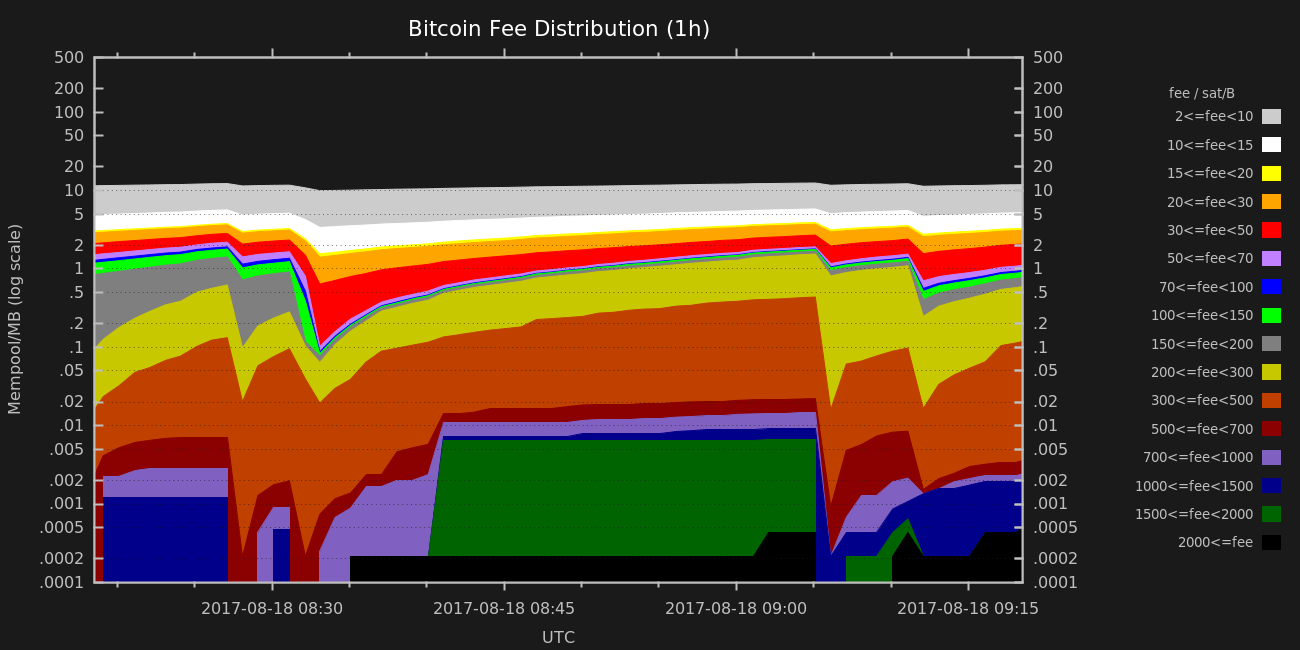 Bitcoin Fee Distribution (1h)
Mempool/MB (log scale)
500
200
100
50
20
10
5
2
1
.5
.2
.1
.05
.02
.01
.005
.002
.001
.0005
.0002
.0001
500
200
100
50
20
10
5
2
1
.5
.2
.1
.05
.02
.01
.005
.002
.001
.0005
.0002
.0001
2017-08-18 08:30
2017-08-18 08:45
2017-08-18 09:00
2017-08-18 09:15
UTC
fee / sat/B
2<=fee<10
10<=fee<15
15<=fee<20
20<=fee<30
30<=fee<50
50<=fee<70
70<=fee<100
100<=fee<150
150<=fee<200
200<=fee<300
300<=fee<500
500<=fee<700
700<=fee<1000
1000<=fee<1500
1500<=fee<2000
2000<=fee